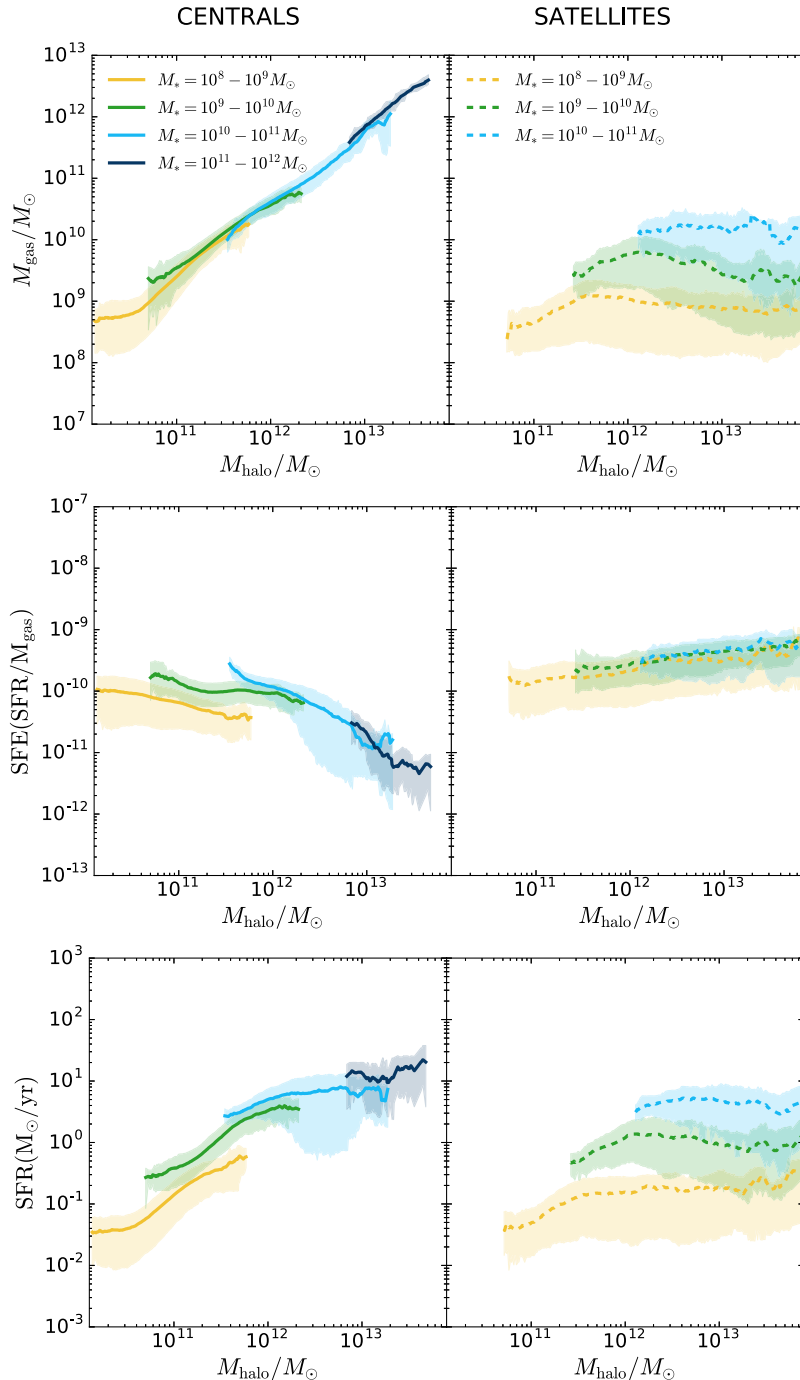 CENTRALS SATELLITES
10^13
10^12
10^11
10^10
10^9
10^8
10^7
M_gas/M_⊙
M_* = 10^8 − 10^9 M_⊙
M_* = 10^9 − 10^10 M_⊙
M_* = 10^10 − 10^11 M_⊙
M_* = 10^11 − 10^12 M_⊙
M_* = 10^8 − 10^9 M_⊙
M_* = 10^9 − 10^10 M_⊙
M_* = 10^10 − 10^11 M_⊙
10^11 10^12 10^13 10^11 10^12 10^13
M_halo/M_⊙ M_halo/M_⊙
10^-7
10^-8
10^-9
10^-10
10^-11
10^-12
10^-13
SFE(SFR/M_gas)
10^11 10^12 10^13 10^11 10^12 10^13
M_halo/M_⊙ M_halo/M_⊙
10^3
10^2
10^1
10^0
10^-1
10^-2
10^-3
SFR(M_⊙/yr)
10^11 10^12 10^13 10^11 10^12 10^13
M_halo/M_⊙ M_halo/M_⊙